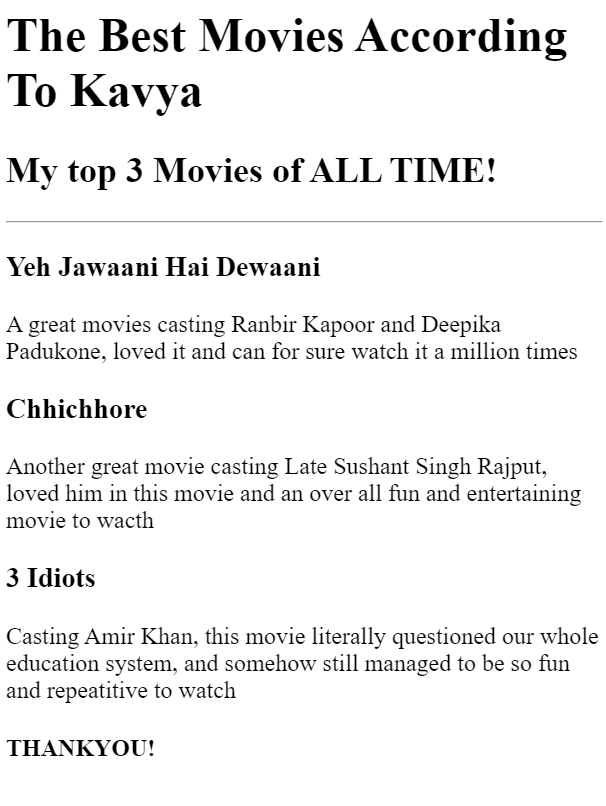 The Best Movies According
To Kavya
My top 3 Movies of ALL TIME!
Yeh Jawaani Hai Dewaani
A great movies casting Ranbir Kapoor and Deepika
Padukone, loved it and can for sure watch it a million times
Chhichhore
Another great movie casting Late Sushant Singh Rajput,
loved him in this movie and an over all fun and entertaining
movie to wacth
3 Idiots
Casting Amir Khan, this movie literally questioned our whole
education system, and somehow still managed to be so fun
and repeatitive to watch
THANKYOU!